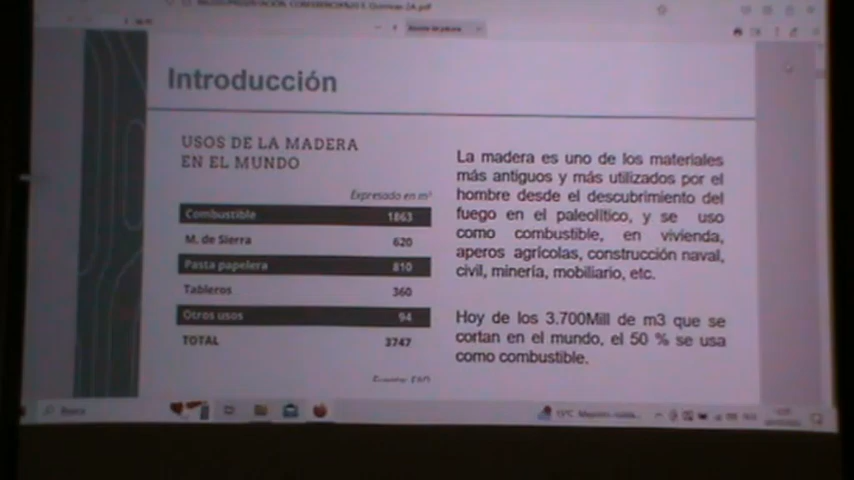 Introducción
USOS DE LA MADERA
EN EL MUNDO
Expresado en m³
Combustible 1863
M. de Sierra 620
Pasta papelera 810
Tableros 360
Otros usos 94
TOTAL 3747
La madera es uno de los materiales
más antiguos y más utilizados por el
hombre desde el descubrimiento del
fuego en el paleolítico, y se uso
como combustible, en vivienda,
aperos agrícolas, construcción naval,
civil, minería, mobiliario, etc.
Hoy de los 3.700Mill de m3 que se
cortan en el mundo, el 50 % se usa
como combustible.